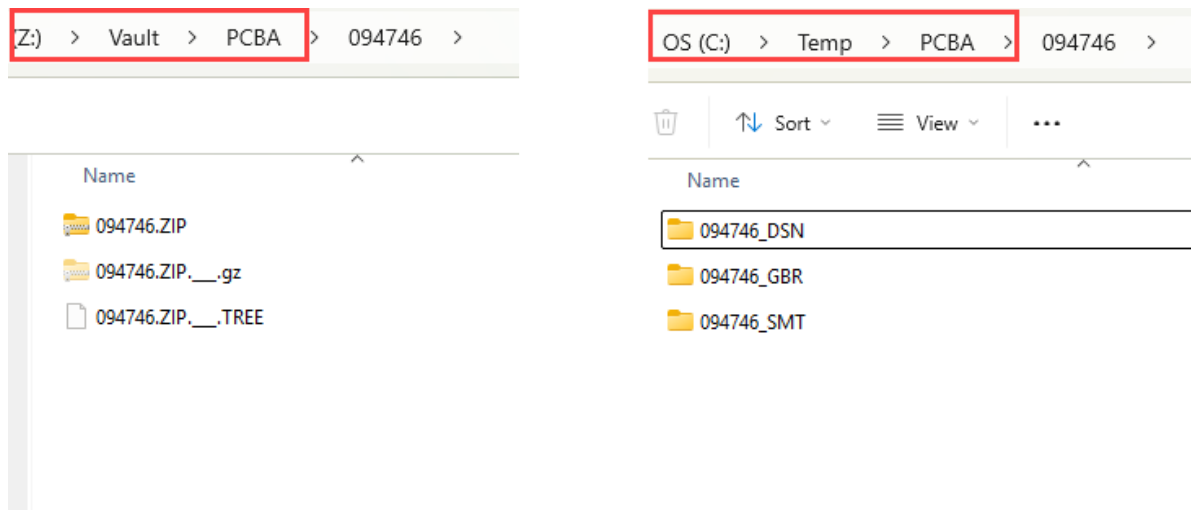 (Z:) > Vault > PCBA > 094746 >
Name
094746.ZIP
094746.ZIP.___.gz
094746.ZIP.___.TREE
OS (C:) > Temp > PCBA > 094746 >
Sort
View
Name
094746_DSN
094746_GBR
094746_SMT